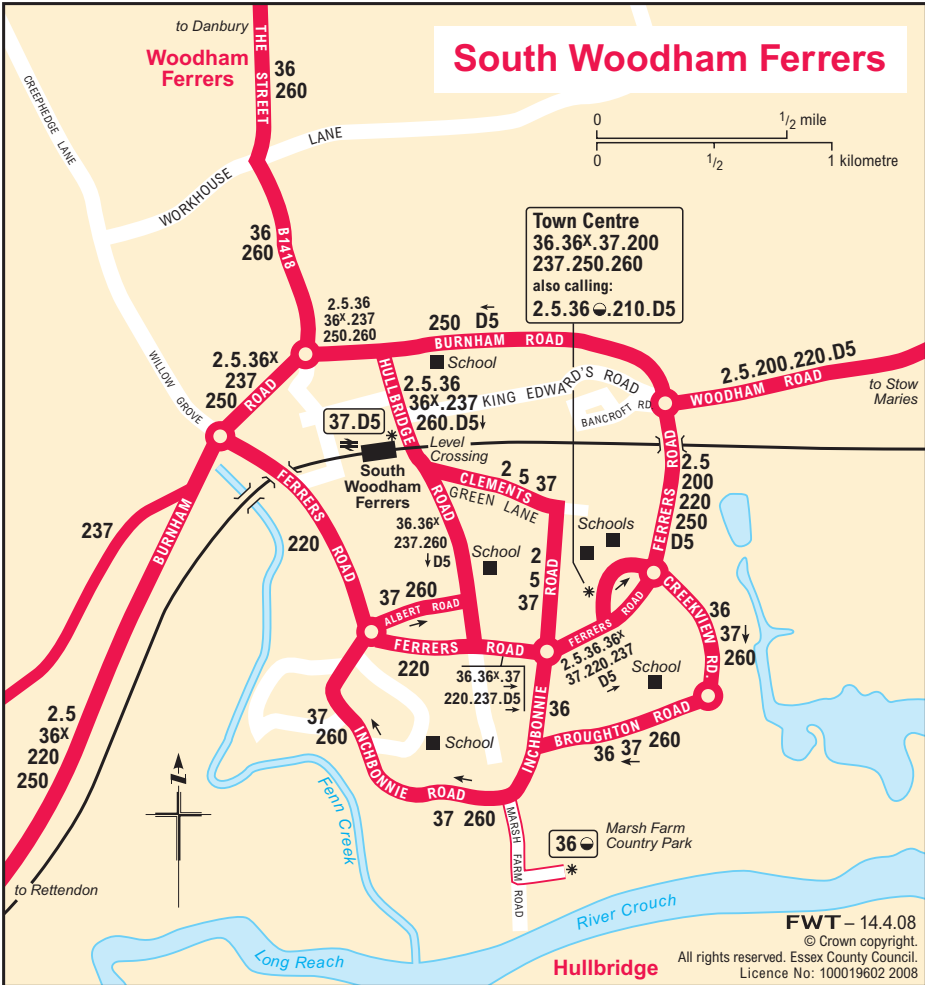 to Danbury
Woodham
Ferrers
THE STREET
36
260
South Woodham Ferrers
0 1/2 mile
0 1/2 1 kilometre
CREEPHEDGE LANE
WORKHOUSE LANE
36
260
B1418
Town Centre
36.36X.37.200
237.250.260
also calling:
2.5.36 .210.D5
2.5.36
36X.237
250.260
250 ← D5
BURNHAM ROAD
School
2.5.36X
237
250
ROAD
WILLOW GROVE
HULLBRIDGE
2.5.36
36X.237
260.D5↓
KING EDWARD'S ROAD
BANCROFT RD
2.5.200.220.D5
WOODHAM ROAD
to Stow
Maries
37.D5
*
Level
Crossing
South
Woodham
Ferrers
FERRERS ROAD
220
237
BURNHAM
CLEMENTS
2 5 37
GREEN LANE
ROAD
36.36X
237.260
↓ D5
School
Schools
*
2
5
37
ROAD
FERRERS ROAD
2.5
200
220
250
D5
37 260
ALBERT ROAD
→
FERRERS ROAD
220
36.36X.37
→
220.237.D5
→
FERRERS ROAD
2.5.36.36X
37.220.237
D5
→
CREEKVIEW RD.
36
37↓
260
School
INCHBONNIE
36
BROUGHTON ROAD
36 37 260
←
37
260
INCHBONNIE ROAD
School
37 260
2.5
36X
220
250
N
Fenn Creek
MARSH FARM ROAD
36
*
Marsh Farm
Country Park
to Rettendon
River Crouch
Long Reach
Hullbridge
FWT – 14.4.08
© Crown copyright.
All rights reserved. Essex County Council.
Licence No: 100019602 2008